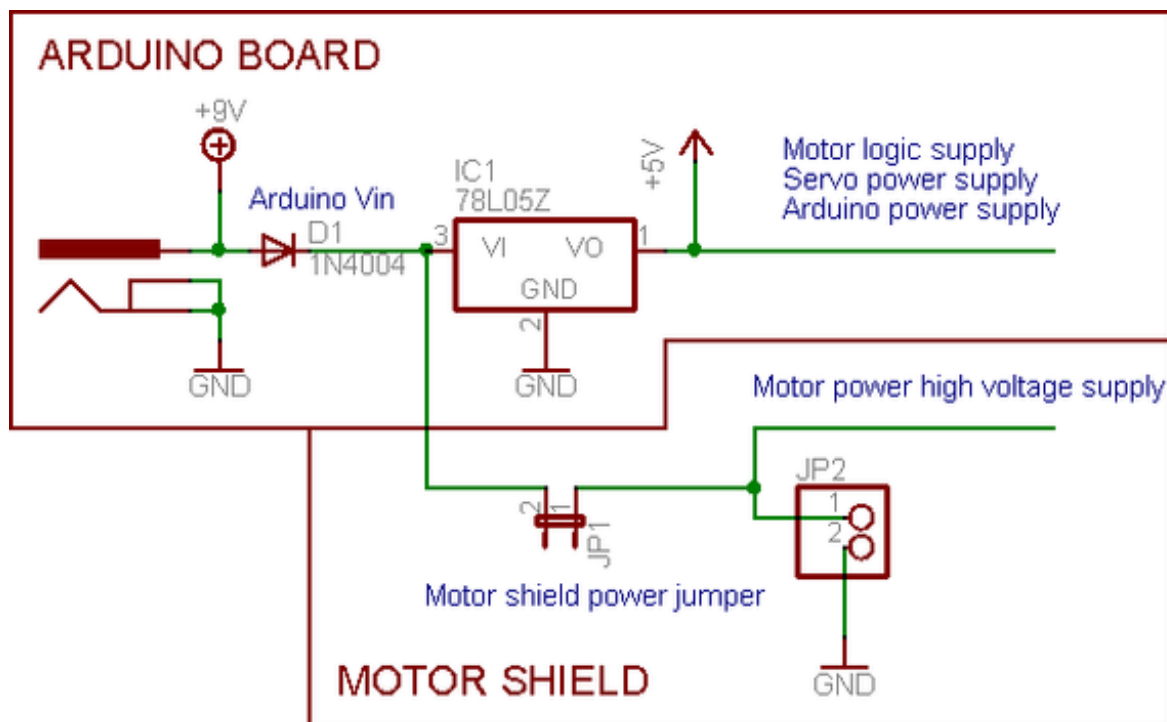 ARDUINO BOARD
+9V
Arduino Vin
D1
1N4004
IC1
78L05Z
3
VI
VO
1
GND
2
+5V
Motor logic supply
Servo power supply
Arduino power supply
GND
GND
Motor power high voltage supply
JP2
1
2
2
1
JP1
Motor shield power jumper
MOTOR SHIELD
GND